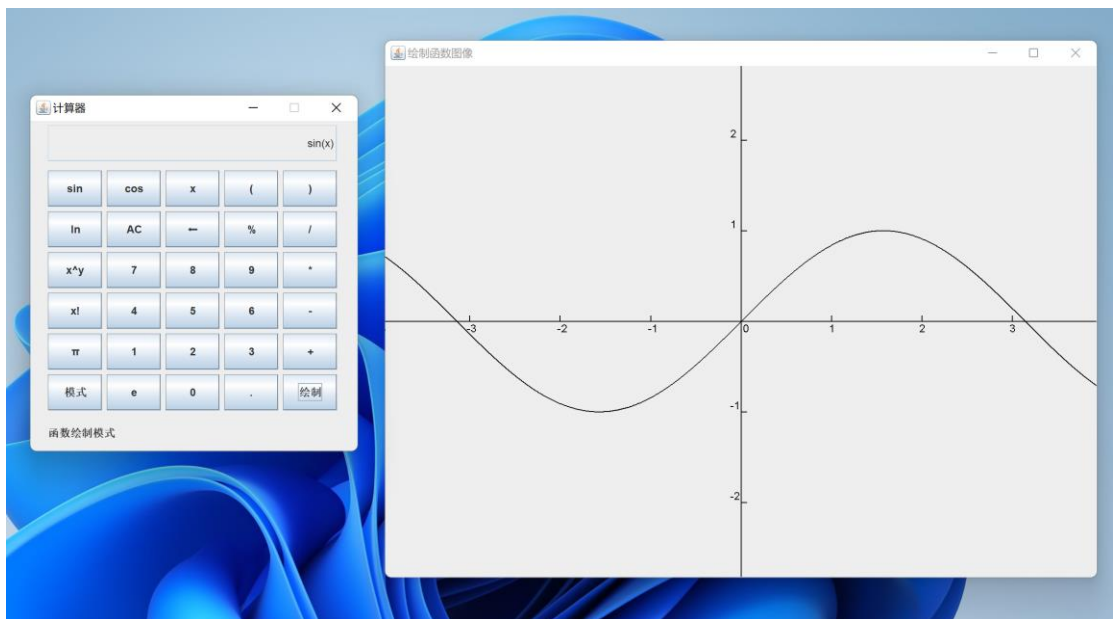 计算器
sin(x)
sin cos x ( )
ln AC ← % /
x^y 7 8 9 *
x! 4 5 6 -
π 1 2 3 +
模式 e 0 . 绘制
函数绘制模式
绘制函数图像
2
1
-3 -2 -1 0 1 2 3
-1
-2